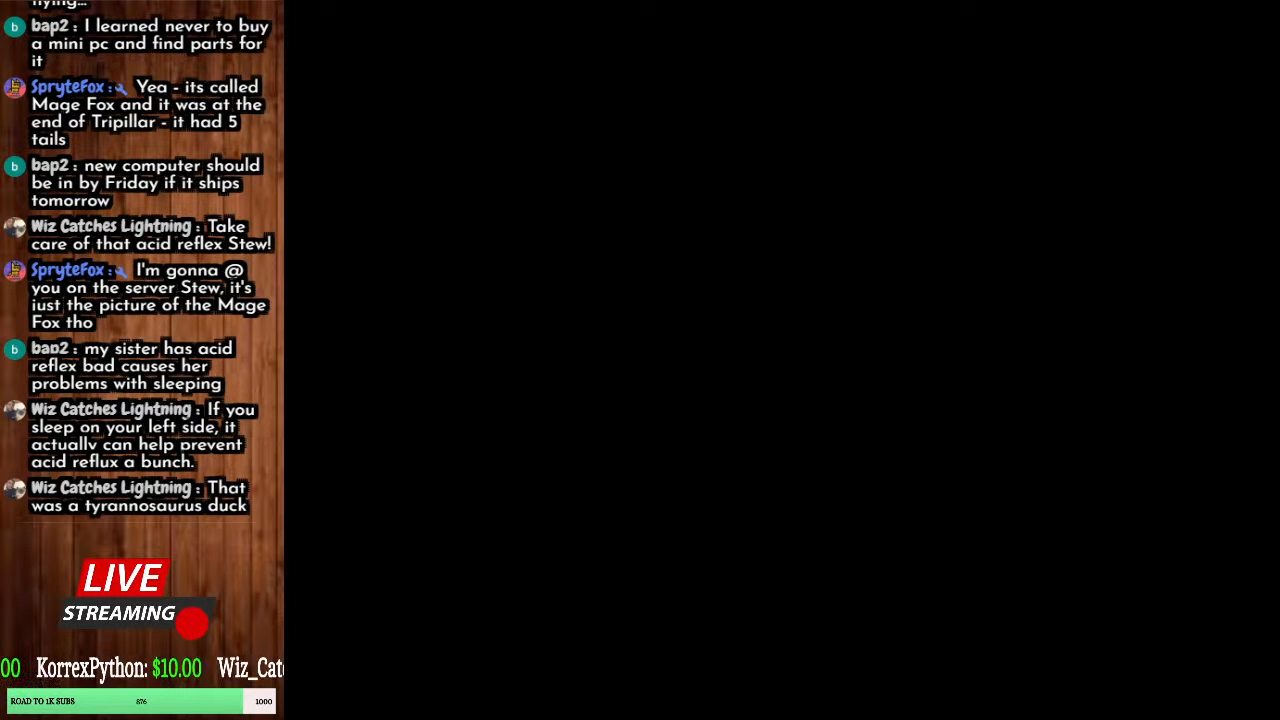 b bap2 : I learned never to buy
a mini pc and find parts for
it
SpryteFox : Yea - its called
Mage Fox and it was at the
end of Tripillar - it had 5
tails
b bap2 : new computer should
be in by Friday if it ships
tomorrow
Wiz Catches Lightning : Take
care of that acid reflex Stew!
SpryteFox : I'm gonna @
you on the server Stew, it's
just the picture of the Mage
Fox tho
b bap2 : my sister has acid
reflex bad causes her
problems with sleeping
Wiz Catches Lightning : If you
sleep on your left side, it
actually can help prevent
acid reflux a bunch.
Wiz Catches Lightning : That
was a tyrannosaurus duck
LIVE
STREAMING
00 KorrexPython: $10.00 Wiz_Cat
ROAD TO 1K SUBS 876 1000